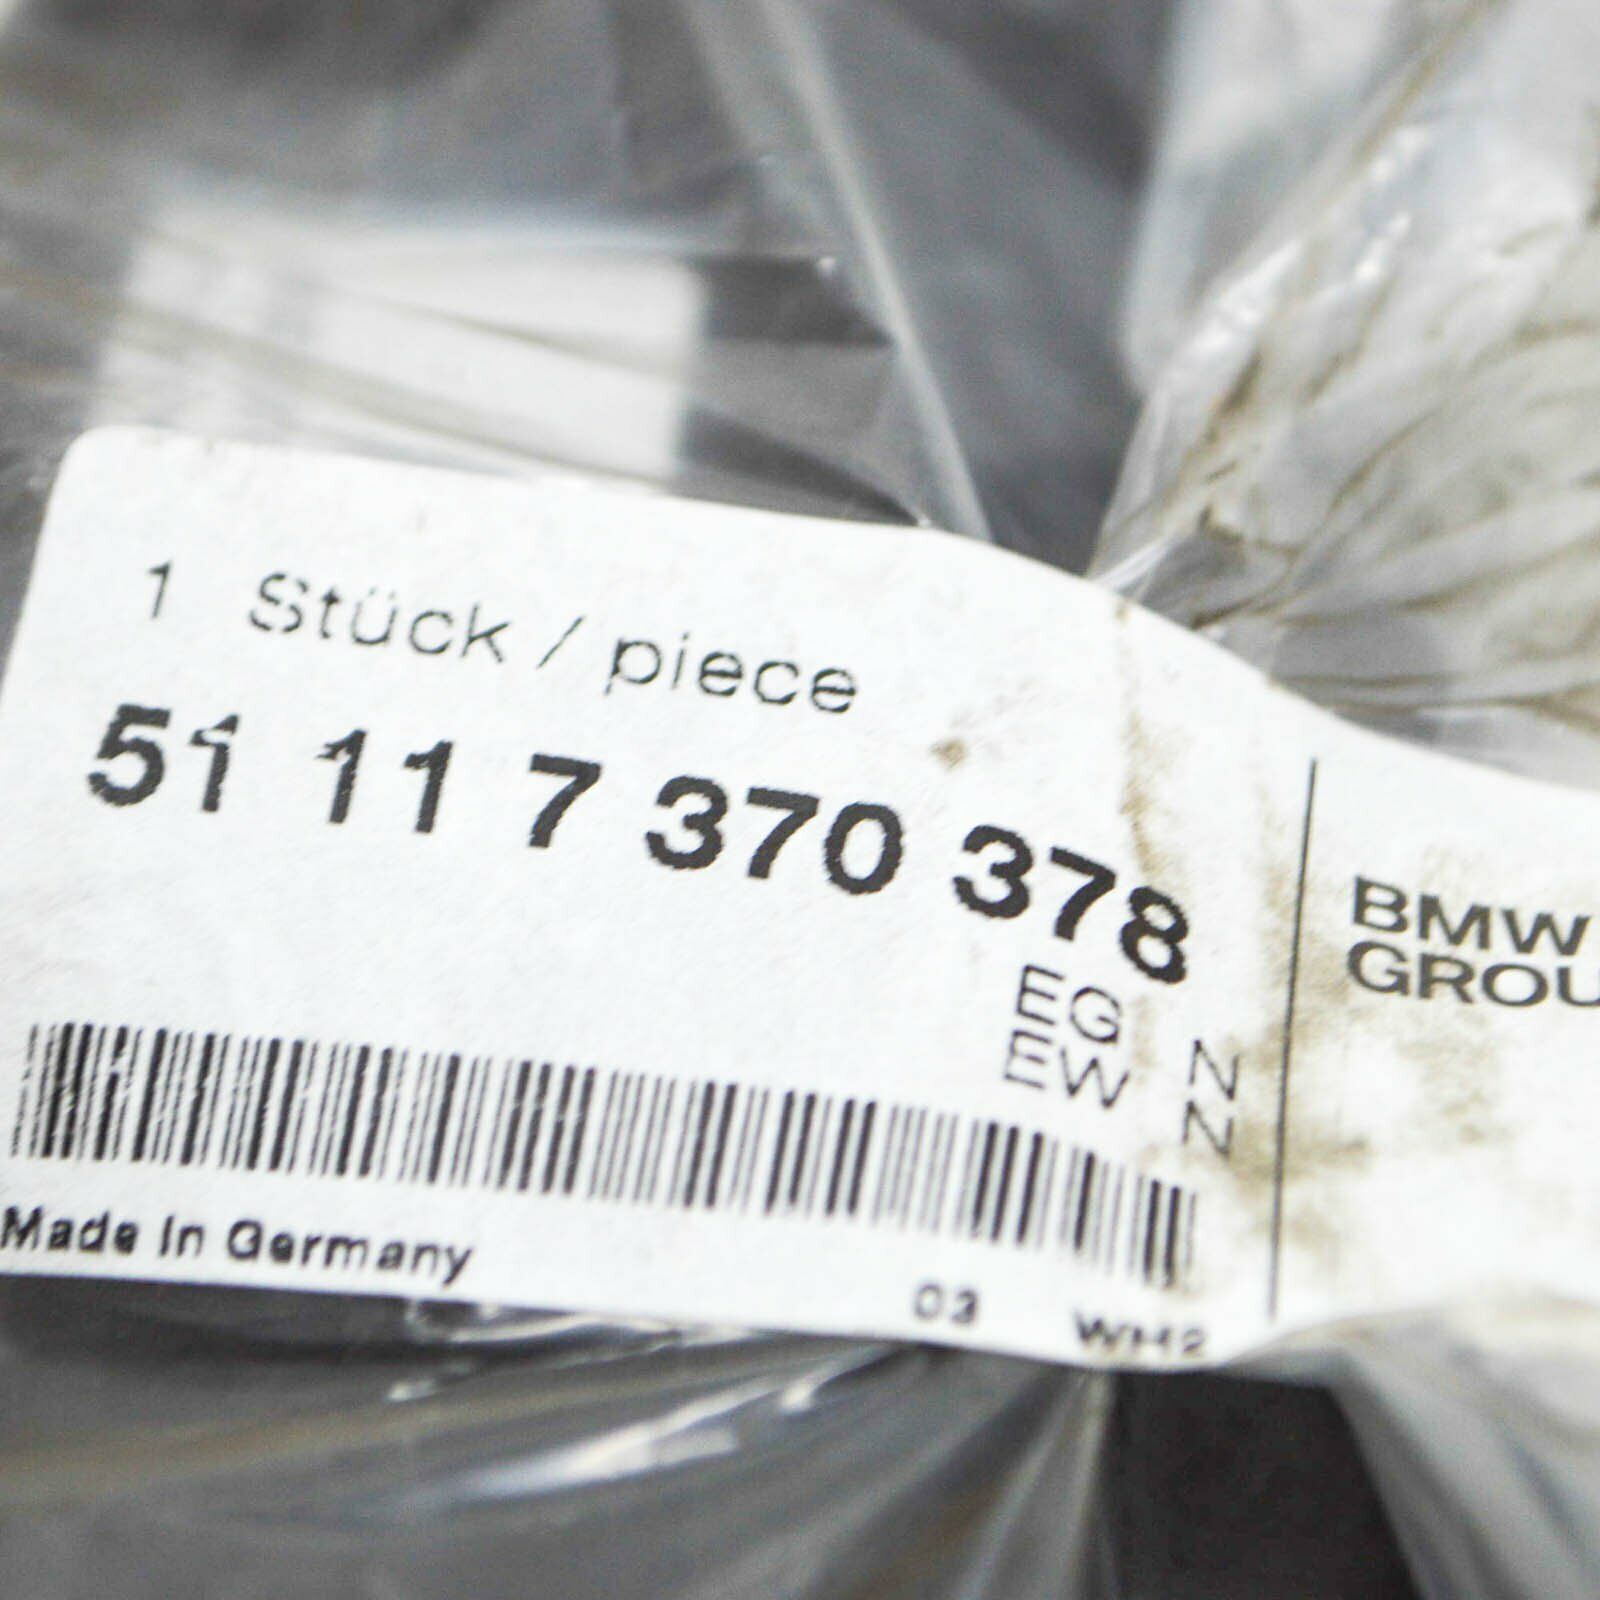 1 Stück / piece
51 11 7 370 378
EG N
EW N
Made In Germany
03 WH2
BMW
GROU